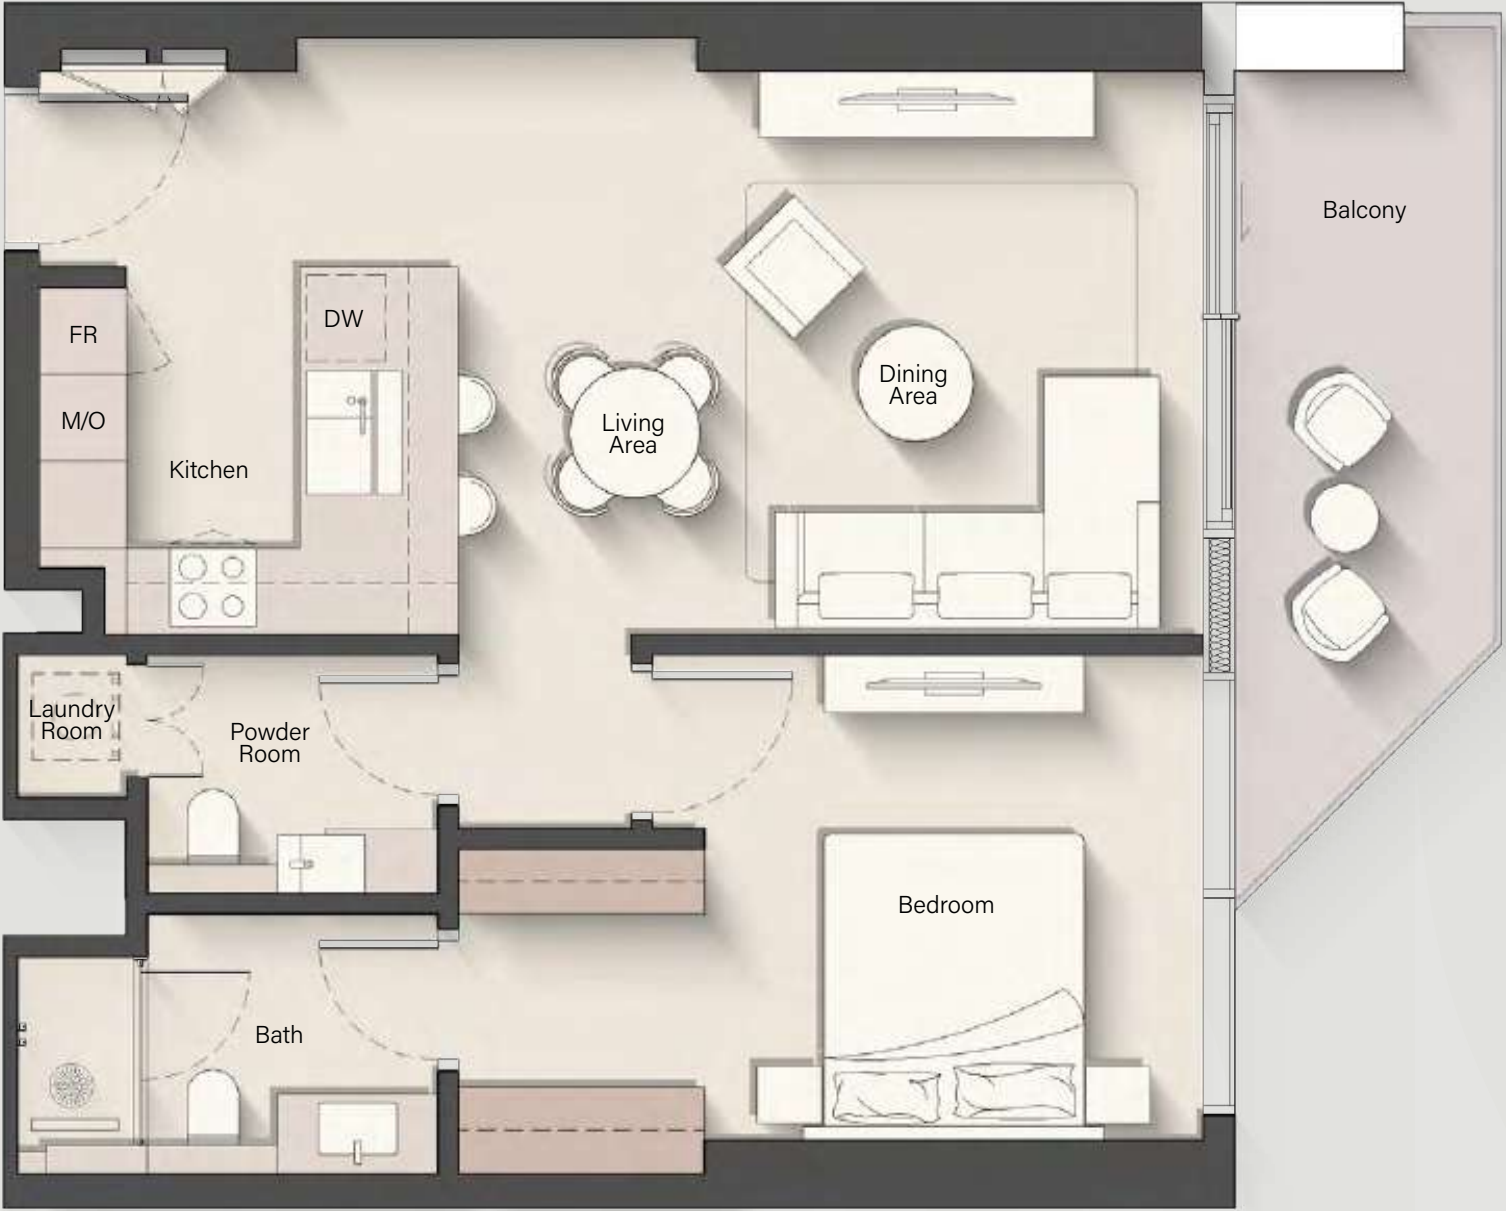 Balcony
FR
DW
M/O
Kitchen
Living
Area
Dining
Area
Laundry
Room
Powder
Room
Bedroom
Bath